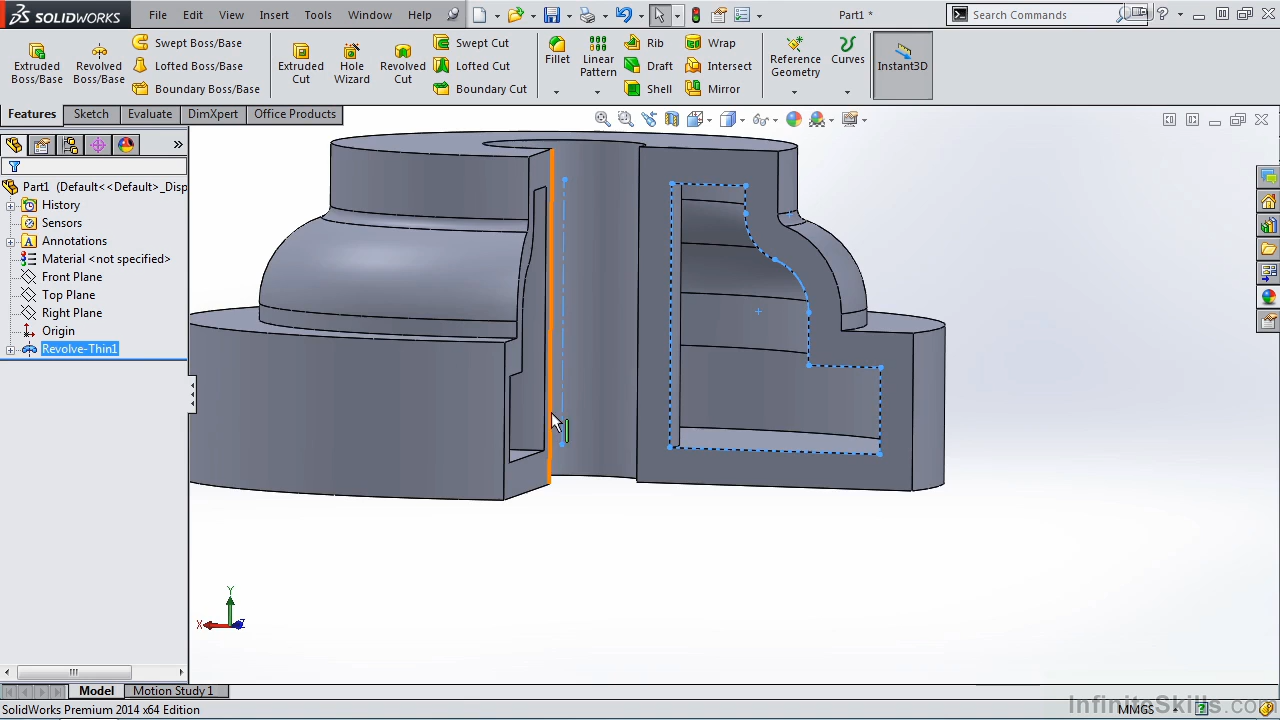 SOLIDWORKS File Edit View Insert Tools Window Help Part1 * Search Commands
Extruded Boss/Base
Revolved Boss/Base
Swept Boss/Base
Lofted Boss/Base
Boundary Boss/Base
Extruded Cut
Hole Wizard
Revolved Cut
Swept Cut
Lofted Cut
Boundary Cut
Fillet
Linear Pattern
Rib
Draft
Shell
Wrap
Intersect
Mirror
Reference Geometry
Curves
Instant3D
Features Sketch Evaluate DimXpert Office Products
Part1 (Default<<Default>_Disp
History
Sensors
Annotations
Material <not specified>
Front Plane
Top Plane
Right Plane
Origin
Revolve-Thin1
Y
X
Z
Model Motion Study 1
SolidWorks Premium 2014 x64 Edition
MMGS
InfiniteSkills.com